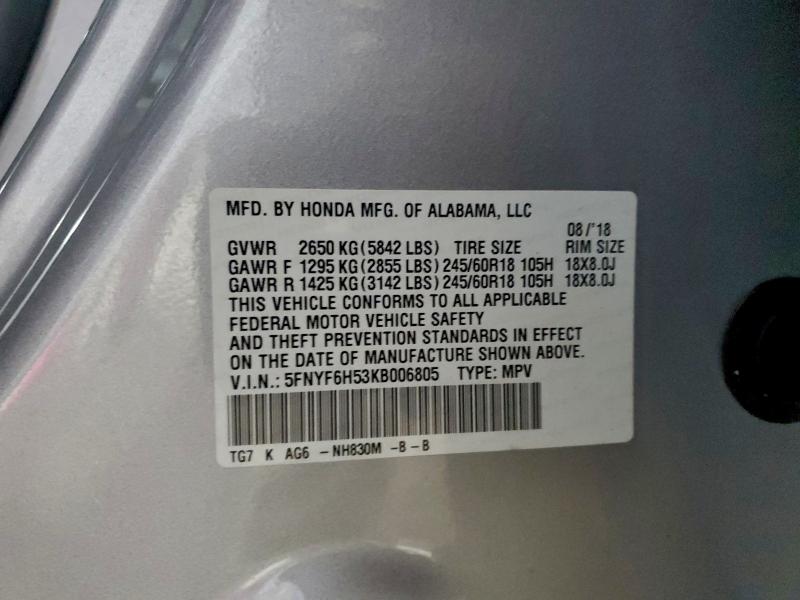 MFD. BY HONDA MFG. OF ALABAMA, LLC
08/'18
GVWR 2650 KG(5842 LBS) TIRE SIZE RIM SIZE
GAWR F 1295 KG(2855 LBS) 245/60R18 105H 18X8.0J
GAWR R 1425 KG(3142 LBS) 245/60R18 105H 18X8.0J
THIS VEHICLE CONFORMS TO ALL APPLICABLE
FEDERAL MOTOR VEHICLE SAFETY
AND THEFT PREVENTION STANDARDS IN EFFECT
ON THE DATE OF MANUFACTURE SHOWN ABOVE.
V.I.N.: 5FNYF6H53KB006805 TYPE: MPV
TG7 K AG6 -NH830M -B-B